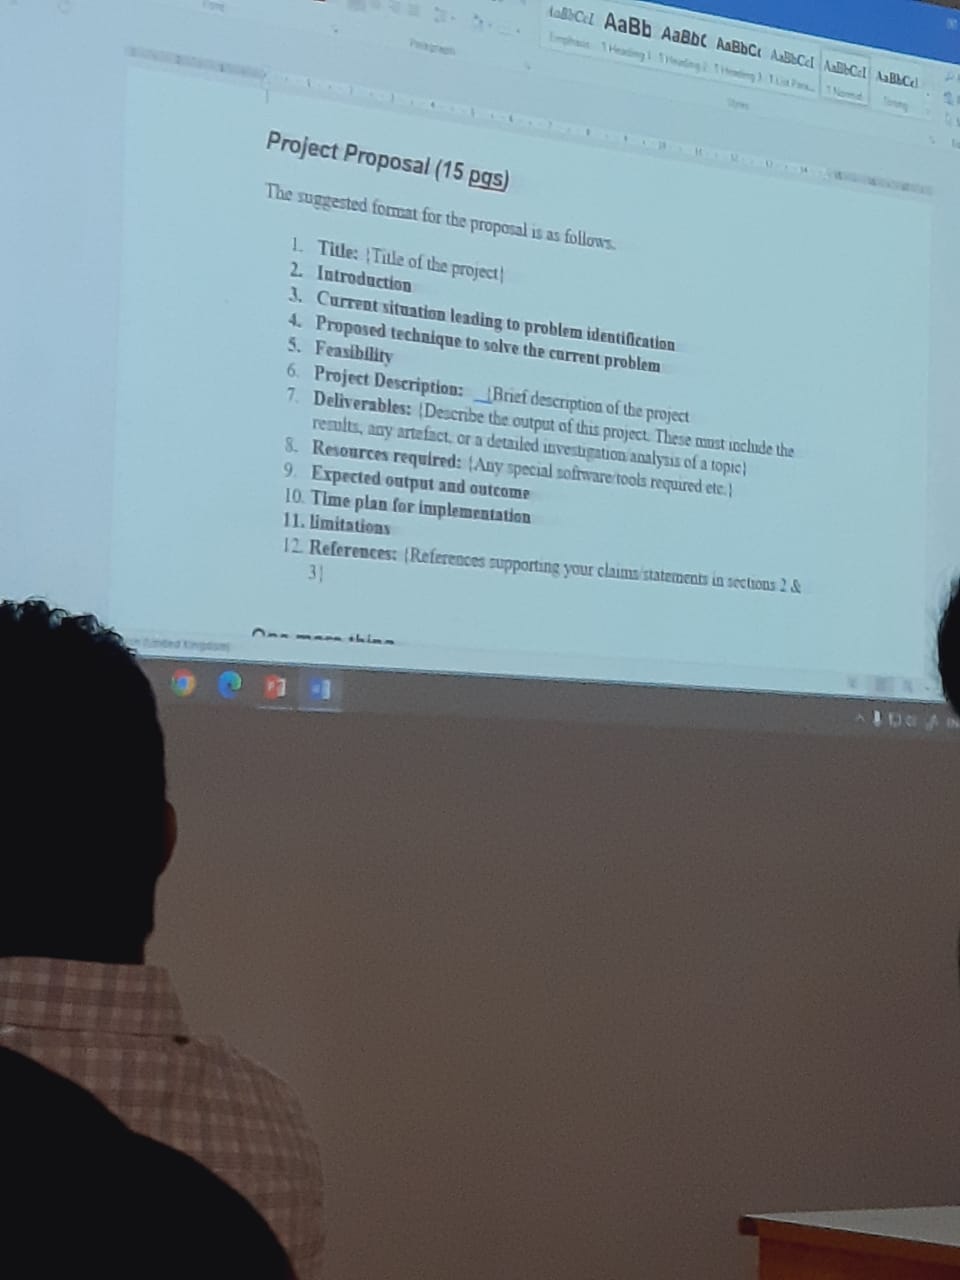 AaBbCcI AaBb AaBbC AaBbCc AaBbCcI AaBbCcI AaBbCcI
Emphasis 1 Heading 1 1 Heading 2 1 Heading 3 1 List Para... 1 Normal Strong
Font Paragraph Styles
Project Proposal (15 pgs)
The suggested format for the proposal is as follows.
1. Title: {Title of the project}
2. Introduction
3. Current situation leading to problem identification
4. Proposed technique to solve the current problem
5. Feasibility
6. Project Description: {Brief description of the project
7. Deliverables: {Describe the output of this project. These must include the
results, any artefact, or a detailed investigation/analysis of a topic}
8. Resources required: {Any special software/tools required etc.}
9. Expected output and outcome
10. Time plan for implementation
11. limitations
12. References: {References supporting your claims/statements in sections 2 &
3}
One more thing
(United Kingdom)